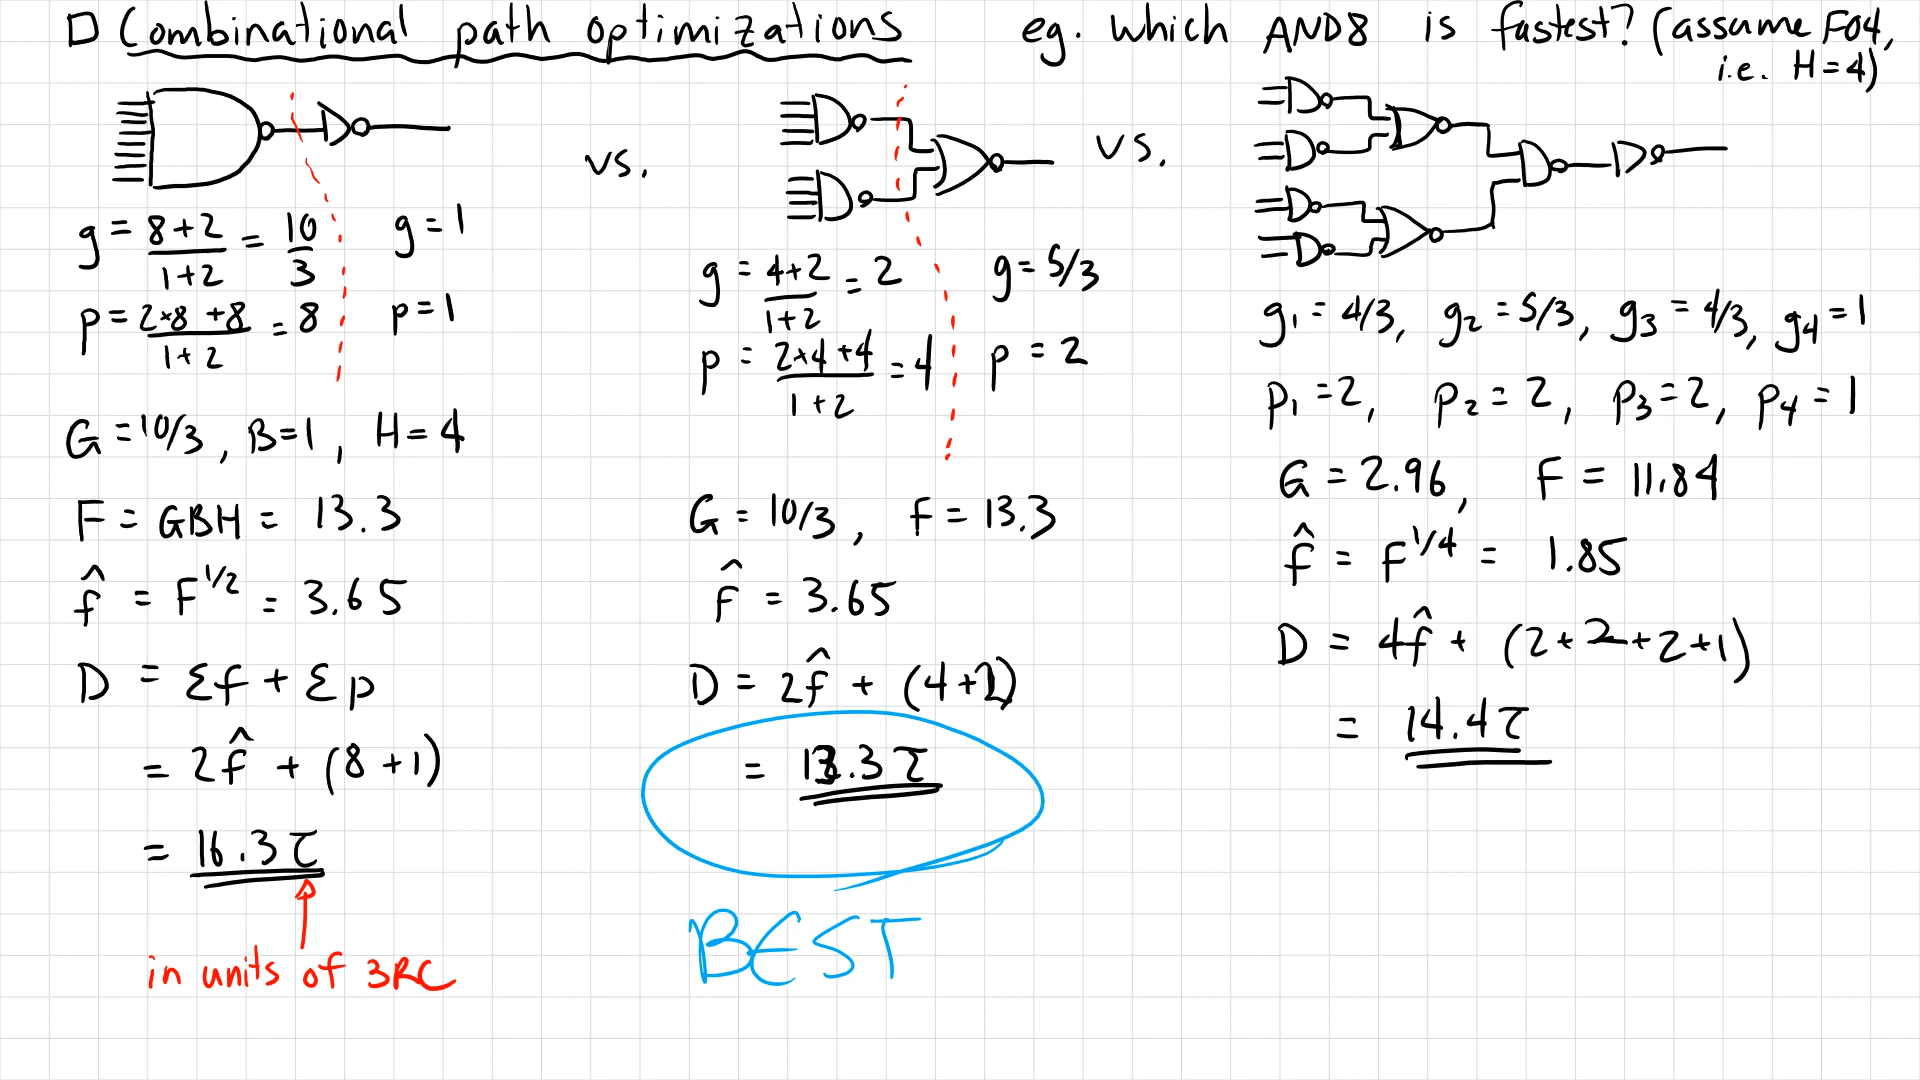 Combinational path optimizations
eg. which AND8 is fastest? (assume FO4, i.e. H=4)
vs.
vs.
g = 8+2 / 1+2 = 10/3
g = 1
p = 2*8 +8 / 1+2 = 8
p = 1
G = 10/3, B=1, H=4
F = GBH = 13.3
f̂ = F^1/2 = 3.65
D = Σf + Σp
= 2f̂ + (8+1)
= 16.3τ
in units of 3RC
g = 4+2 / 1+2 = 2
g = 5/3
p = 2*4+4 / 1+2 = 4
p = 2
G = 10/3, F = 13.3
f̂ = 3.65
D = 2f̂ + (4+2)
= 13.3τ
BEST
g1 = 4/3, g2 = 5/3, g3 = 4/3, g4 = 1
p1 = 2, p2 = 2, p3 = 2, p4 = 1
G = 2.96, F = 11.84
f̂ = F^1/4 = 1.85
D = 4f̂ + (2+2+2+1)
= 14.4τ